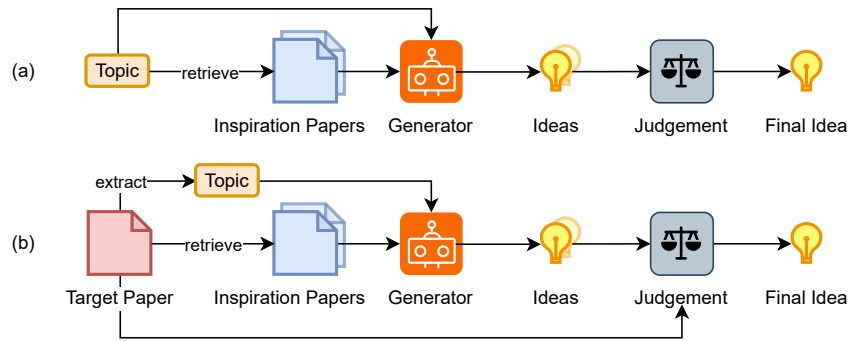 (a)
Topic
retrieve
Inspiration Papers
Generator
Ideas
Judgement
Final Idea
(b)
extract
Topic
retrieve
Target Paper
Inspiration Papers
Generator
Ideas
Judgement
Final Idea